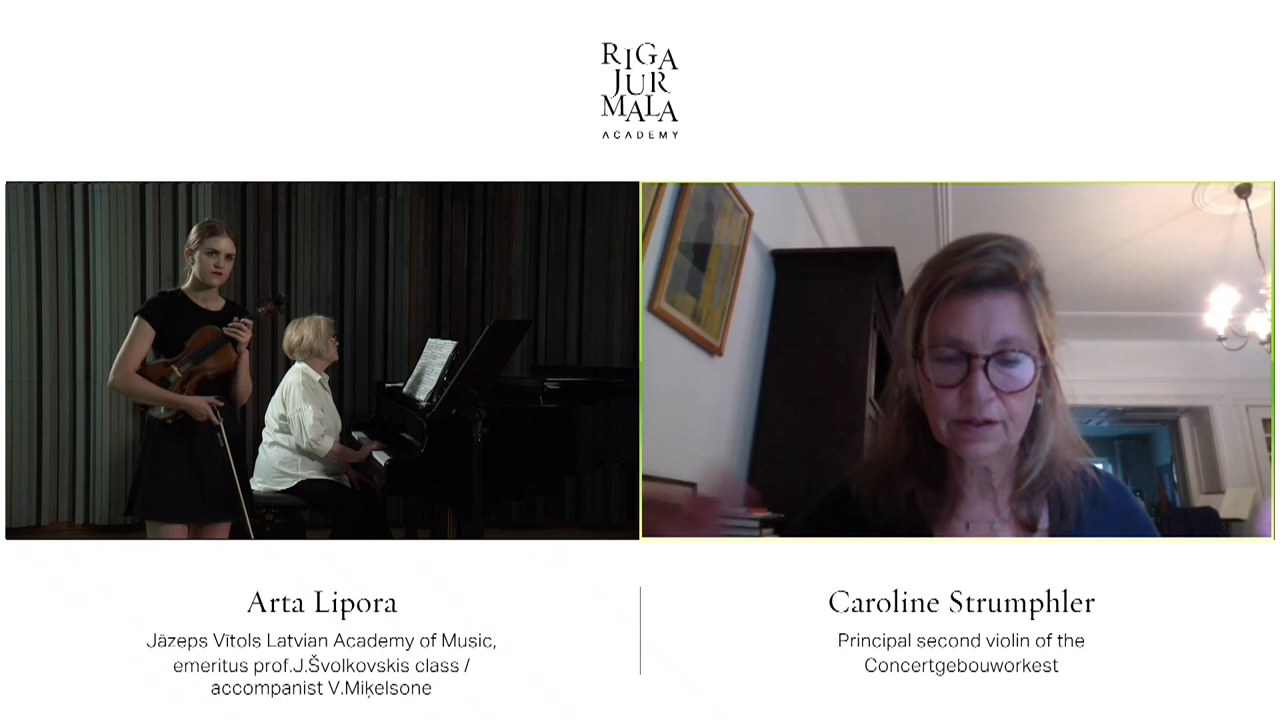 RIGA
JUR
MALA
ACADEMY
Arta Lipora
Jāzeps Vītols Latvian Academy of Music,
emeritus prof.J.Švolkovskis class /
accompanist V.Miķelsone
Caroline Strumphler
Principal second violin of the
Concertgebouworkest